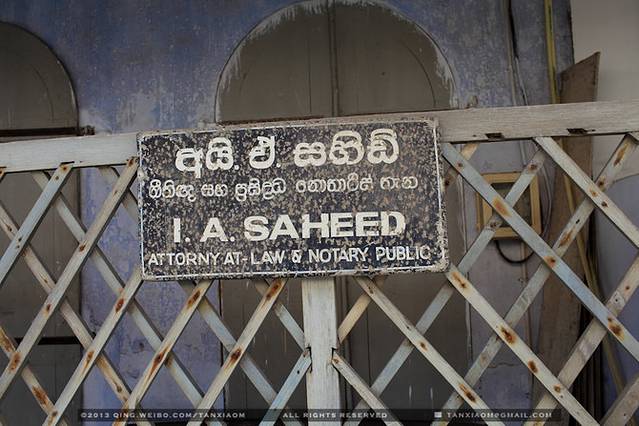 අයි. ඒ. සහීඩ්
නීතිඥ සහ ප්‍රසිද්ධ නොතාරිස් තැන
I. A. SAHEED
ATTORNY AT-LAW & NOTARY PUBLIC
©2013 QING.WEIBO.COM/TANXIAOM ALL RIGHTS RESERVED TANXIAOM@GMAIL.COM